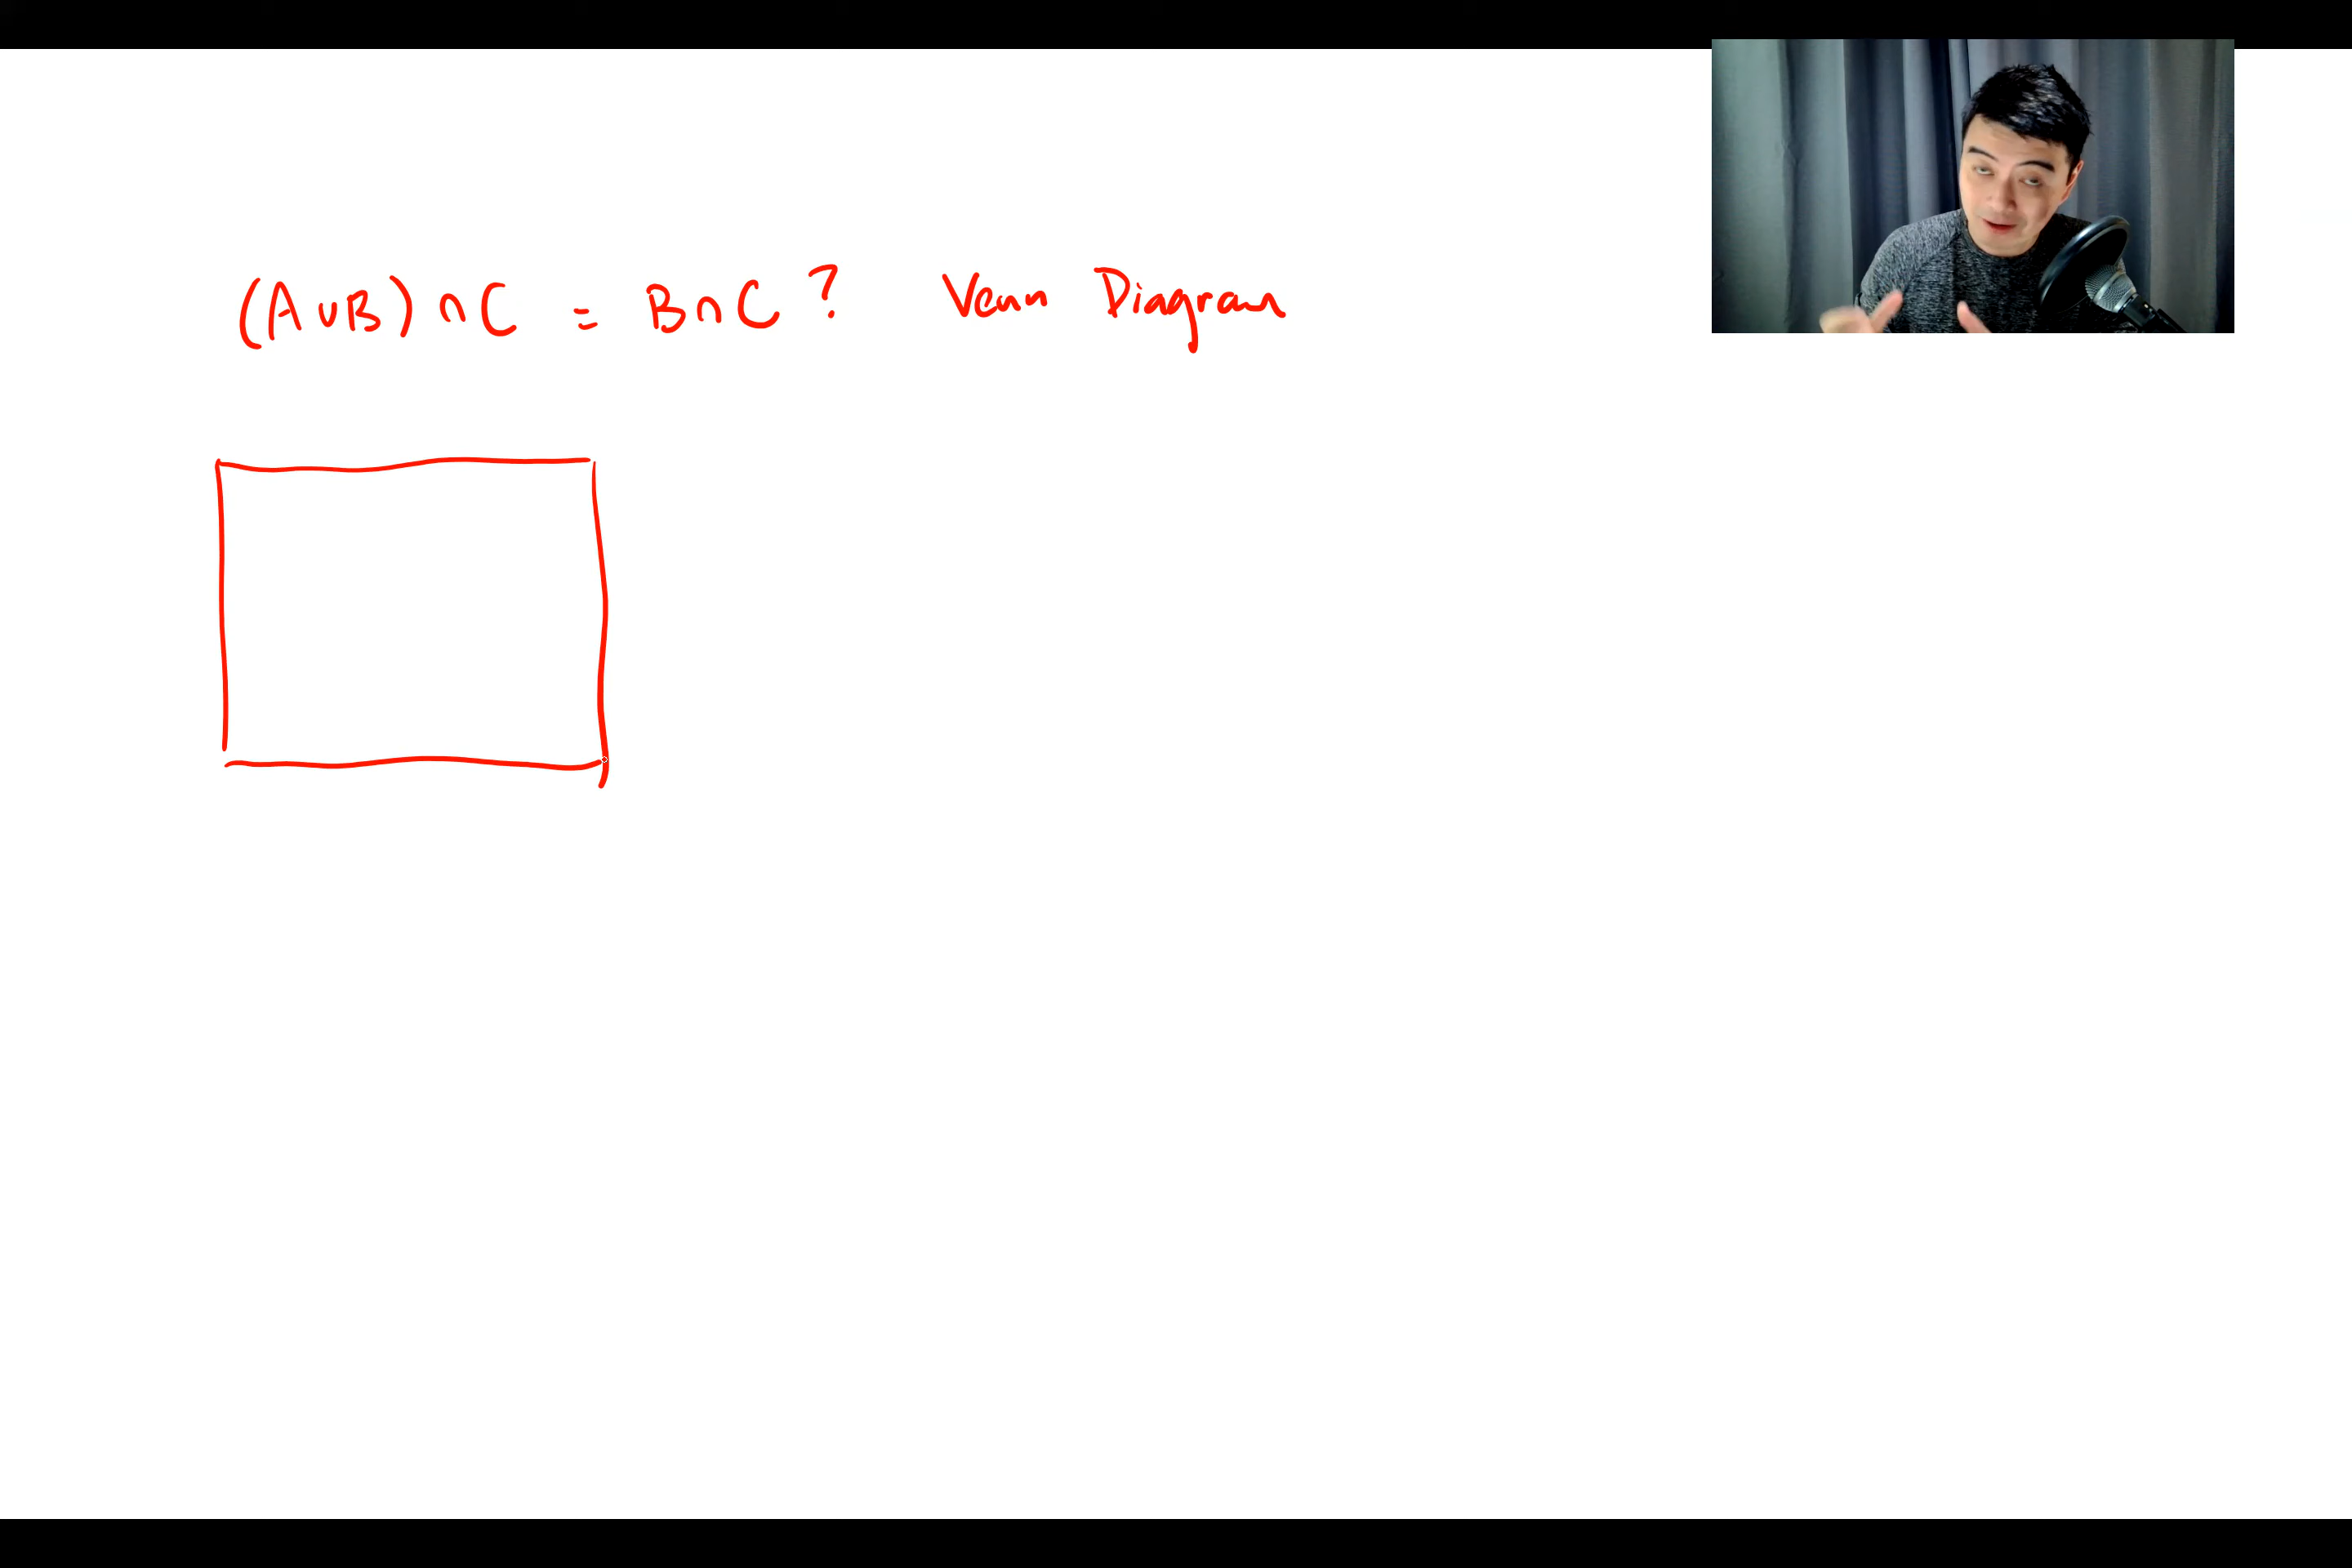 (A∪B)∩C = B∩C ? Venn Diagram